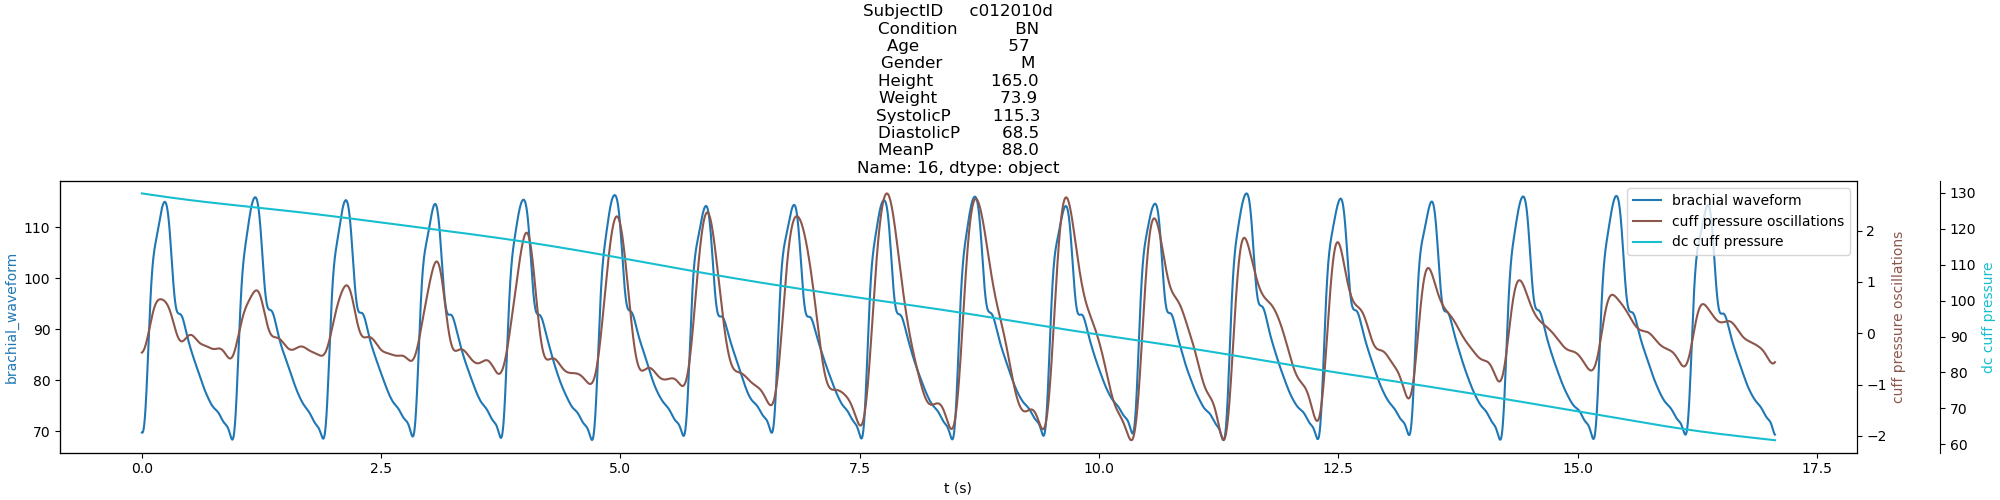 SubjectID c012010d
Condition BN
Age 57
Gender M
Height 165.0
Weight 73.9
SystolicP 115.3
DiastolicP 68.5
MeanP 88.0
Name: 16, dtype: object
brachial waveform
cuff pressure oscillations
dc cuff pressure
brachial_waveform
110
100
90
80
70
2
1
0
−1
−2
cuff pressure oscillations
130
120
110
100
90
80
70
60
dc cuff pressure
0.0 2.5 5.0 7.5 10.0 12.5 15.0 17.5
t (s)